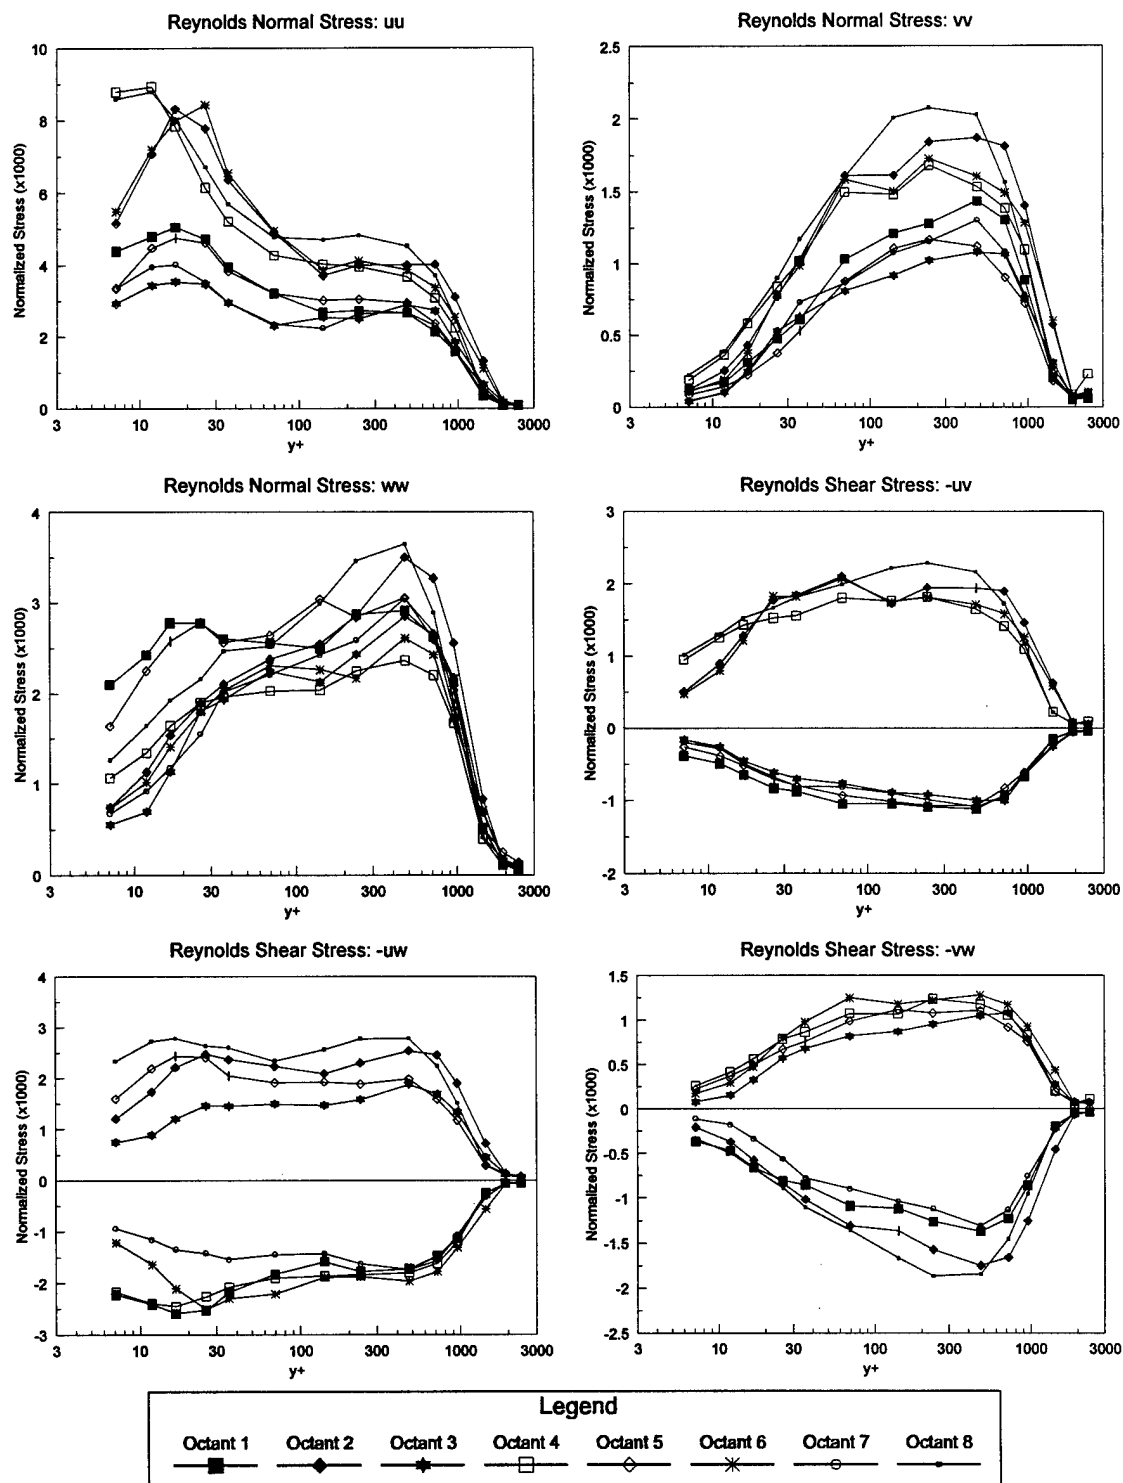 Reynolds Normal Stress: uu
Normalized Stress (x1000)
10
8
6
4
2
0
3 10 30 100 300 1000 3000
y+
Reynolds Normal Stress: vv
Normalized Stress (x1000)
2.5
2
1.5
1
0.5
0
3 10 30 100 300 1000 3000
y+
Reynolds Normal Stress: ww
Normalized Stress (x1000)
4
3
2
1
0
3 10 30 100 300 1000 3000
y+
Reynolds Shear Stress: -uv
Normalized Stress (x1000)
3
2
1
0
-1
-2
3 10 30 100 300 1000 3000
y+
Reynolds Shear Stress: -uw
Normalized Stress (x1000)
4
3
2
1
0
-1
-2
-3
3 10 30 100 300 1000 3000
y+
Reynolds Shear Stress: -vw
Normalized Stress (x1000)
1.5
1
0.5
0
-0.5
-1
-1.5
-2
-2.5
3 10 30 100 300 1000 3000
y+
Legend
Octant 1 Octant 2 Octant 3 Octant 4 Octant 5 Octant 6 Octant 7 Octant 8